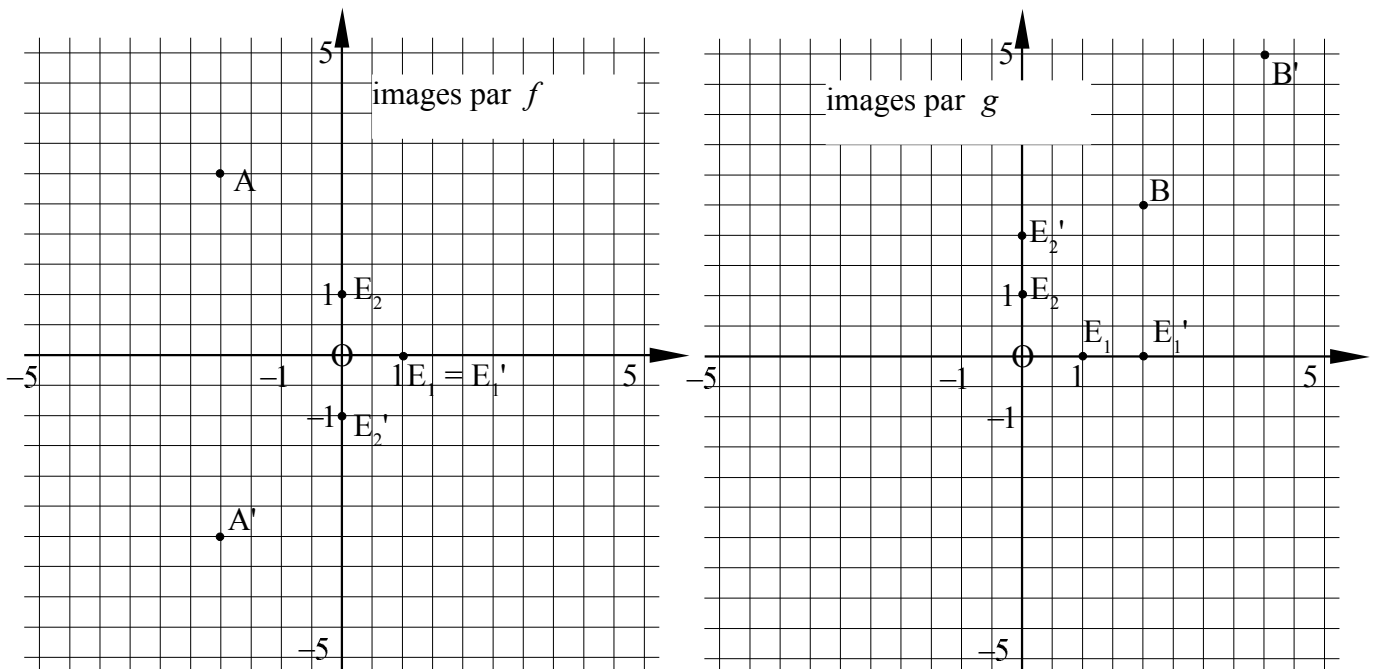 5
images par f
A
1 E₂
O
–5 –1 1 E₁ = E₁' 5
–1 E₂'
A'
–5
5
B'
images par g
B
E₂'
1 E₂
E₁ E₁'
O
–5 –1 1 5
–1
–5